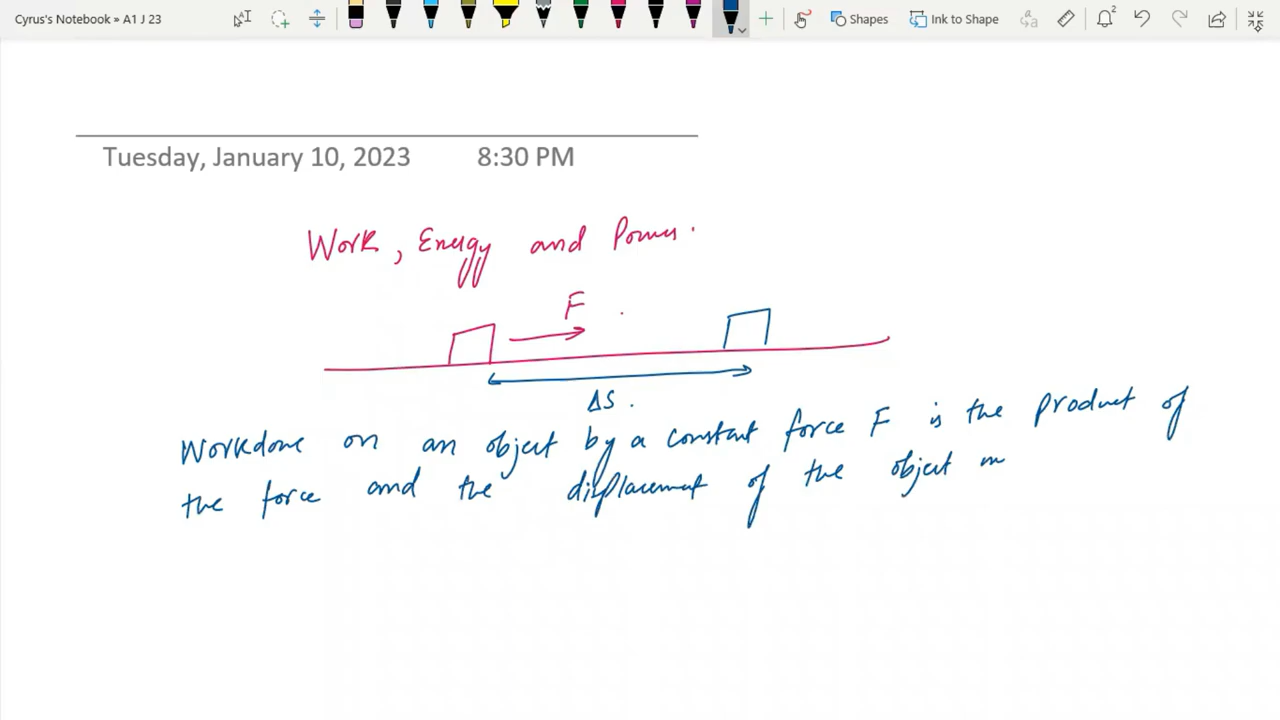 Cyrus's Notebook » A1 J 23
Shapes
Ink to Shape
2
Tuesday, January 10, 2023 8:30 PM
Work, Energy and Power.
F
ΔS.
Workdone on an object by a constant force F is the product of
the force and the displacement of the object in